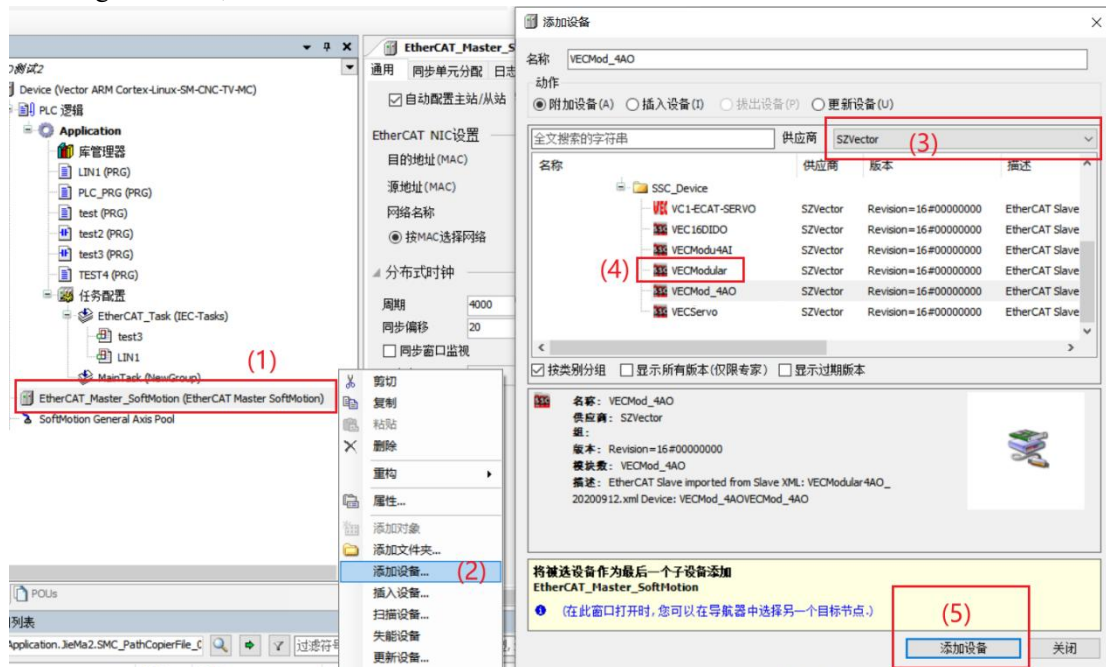 EtherCAT_Master_S
通用 同步单元分配 日志
Device (Vector ARM Cortex-Linux-SM-CNC-TV-MC)
PLC 逻辑
Application
库管理器
LIN1 (PRG)
PLC_PRG (PRG)
test (PRG)
test2 (PRG)
test3 (PRG)
TEST4 (PRG)
任务配置
EtherCAT_Task (IEC-Tasks)
test3
LIN1
(1)
MainTask (NewGroup)
EtherCAT_Master_SoftMotion (EtherCAT Master SoftMotion)
SoftMotion General Axis Pool
POUs
列表
Application.JieMa2.SMC_PathCopierFile_C
过滤符号
自动配置主站/从站
EtherCAT NIC设置
目的地址(MAC)
源地址(MAC)
网络名称
按MAC选择网络
分布式时钟
周期 4000
同步偏移 20
同步窗口监视
剪切
复制
粘贴
删除
重构
属性...
添加对象
添加文件夹...
添加设备... (2)
插入设备...
扫描设备...
失能设备
更新设备...
添加设备
名称 VECMod_4AO
动作
附加设备(A) 插入设备(I) 拔出设备(P) 更新设备(U)
全文搜索的字符串 供应商 SZVector (3)
名称 供应商 版本 描述
SSC_Device
VC1-ECAT-SERVO SZVector Revision=16#00000000 EtherCAT Slave
VEC16DIDO SZVector Revision=16#00000000 EtherCAT Slave
VECModu4AI SZVector Revision=16#00000000 EtherCAT Slave
(4) VECModular SZVector Revision=16#00000000 EtherCAT Slave
VECMod_4AO SZVector Revision=16#00000000 EtherCAT Slave
VECServo SZVector Revision=16#00000000 EtherCAT Slave
按类别分组 显示所有版本(仅限专家) 显示过期版本
名称: VECMod_4AO
供应商: SZVector
组:
版本: Revision=16#00000000
模块数: VECMod_4AO
描述: EtherCAT Slave imported from Slave XML: VECModular4AO_
20200912.xml Device: VECMod_4AOVECMod_4AO
将被选设备作为最后一个子设备添加
EtherCAT_Master_SoftMotion
(在此窗口打开时, 您可以在导航器中选择另一个目标节点.)
(5)
添加设备 关闭